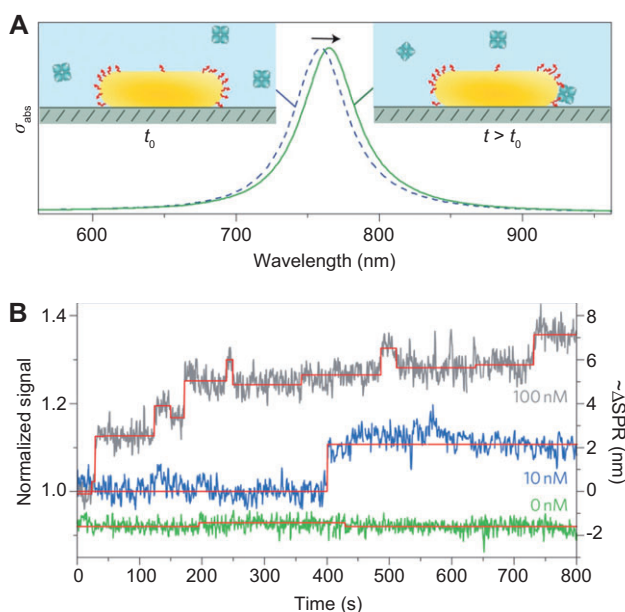 A
σabs
t0
t > t0
600
700
800
900
Wavelength (nm)
B
Normalized signal
1.4
1.2
1.0
100 nM
10 nM
0 nM
8
6
4
2
0
−2
~ΔSPR (nm)
0
100
200
300
400
500
600
700
800
Time (s)